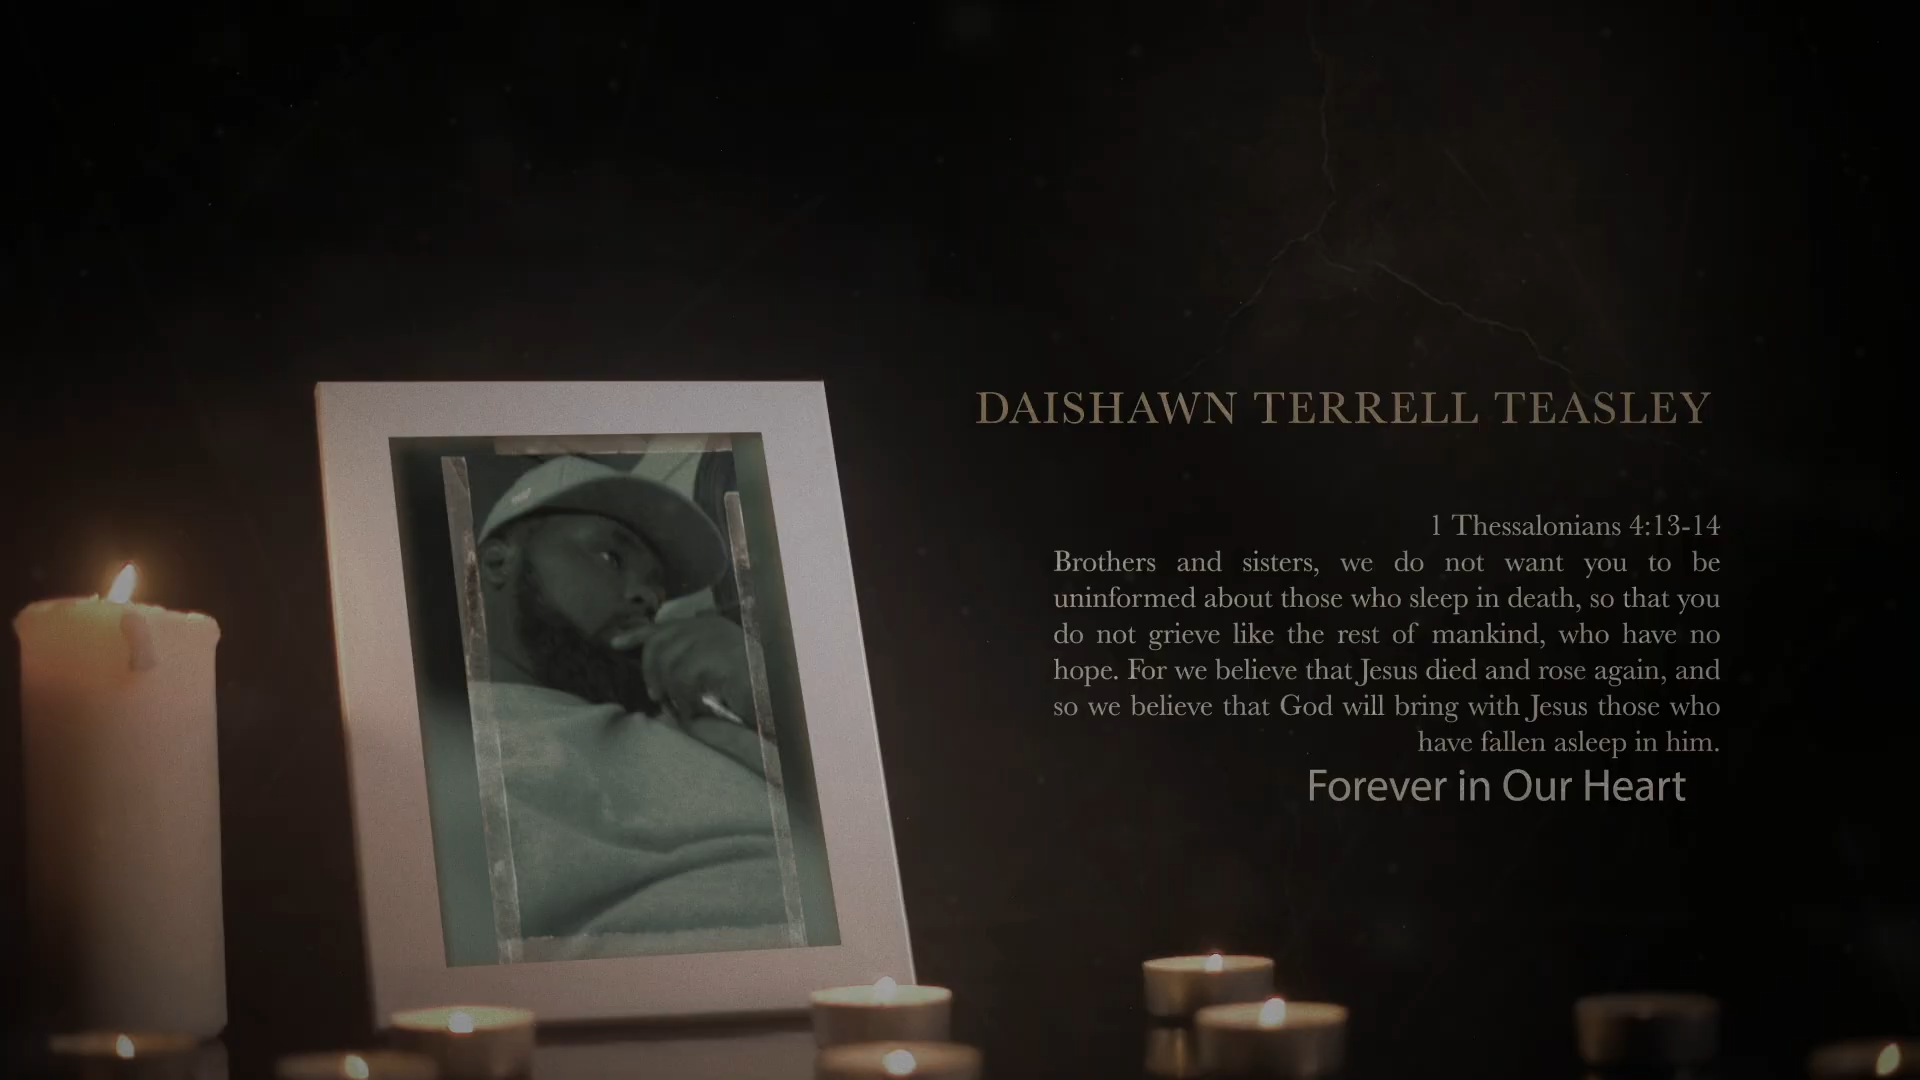 DAISHAWN TERRELL TEASLEY
1 Thessalonians 4:13-14
Brothers and sisters, we do not want you to be
uninformed about those who sleep in death, so that you
do not grieve like the rest of mankind, who have no
hope. For we believe that Jesus died and rose again, and
so we believe that God will bring with Jesus those who
have fallen asleep in him.
Forever in Our Heart